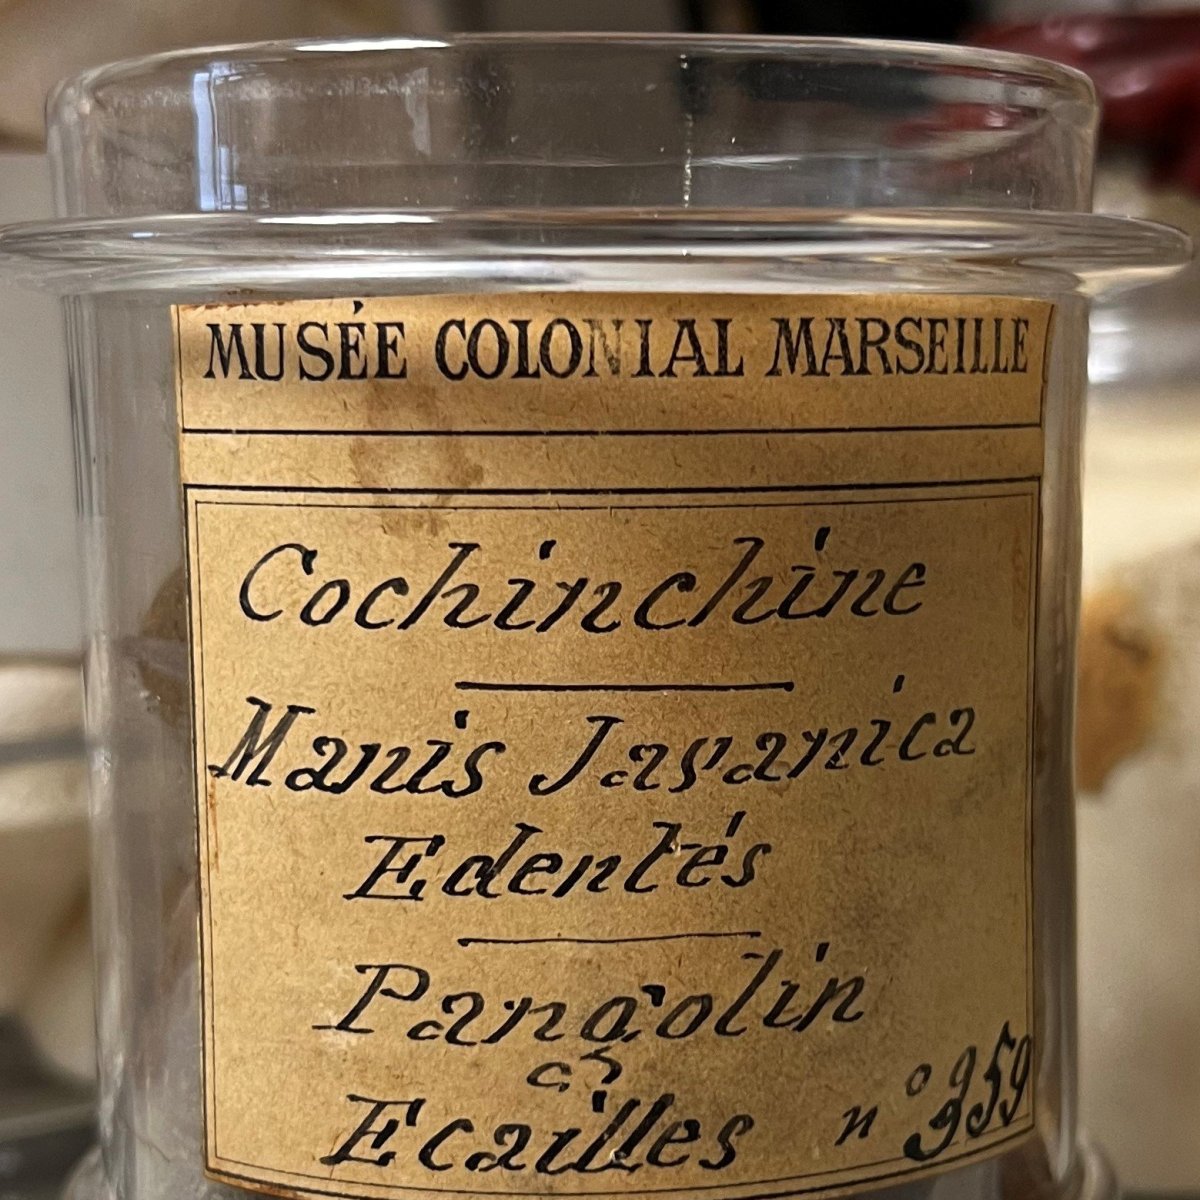 MUSÉE COLONIAL MARSEILLE
Cochinchine
Manis Javanica
Edentés
Pangolin
Ecailles n° 959